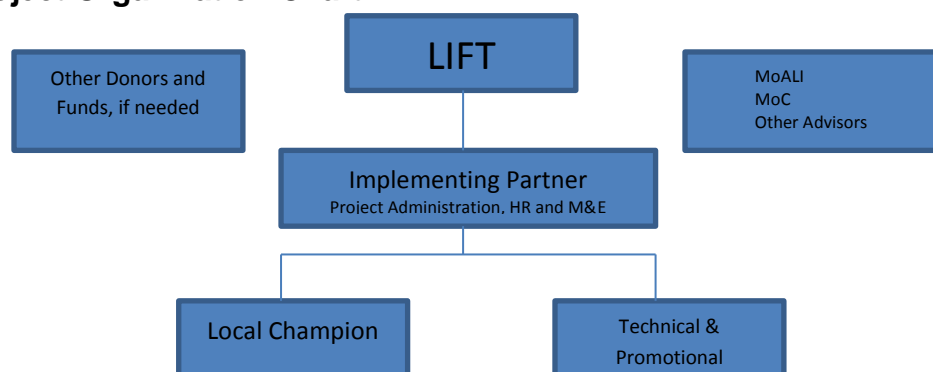 LIFT
Other Donors and
Funds, if needed
MoALI
MoC
Other Advisors
Implementing Partner
Project Administration, HR and M&E
Local Champion
Technical &
Promotional